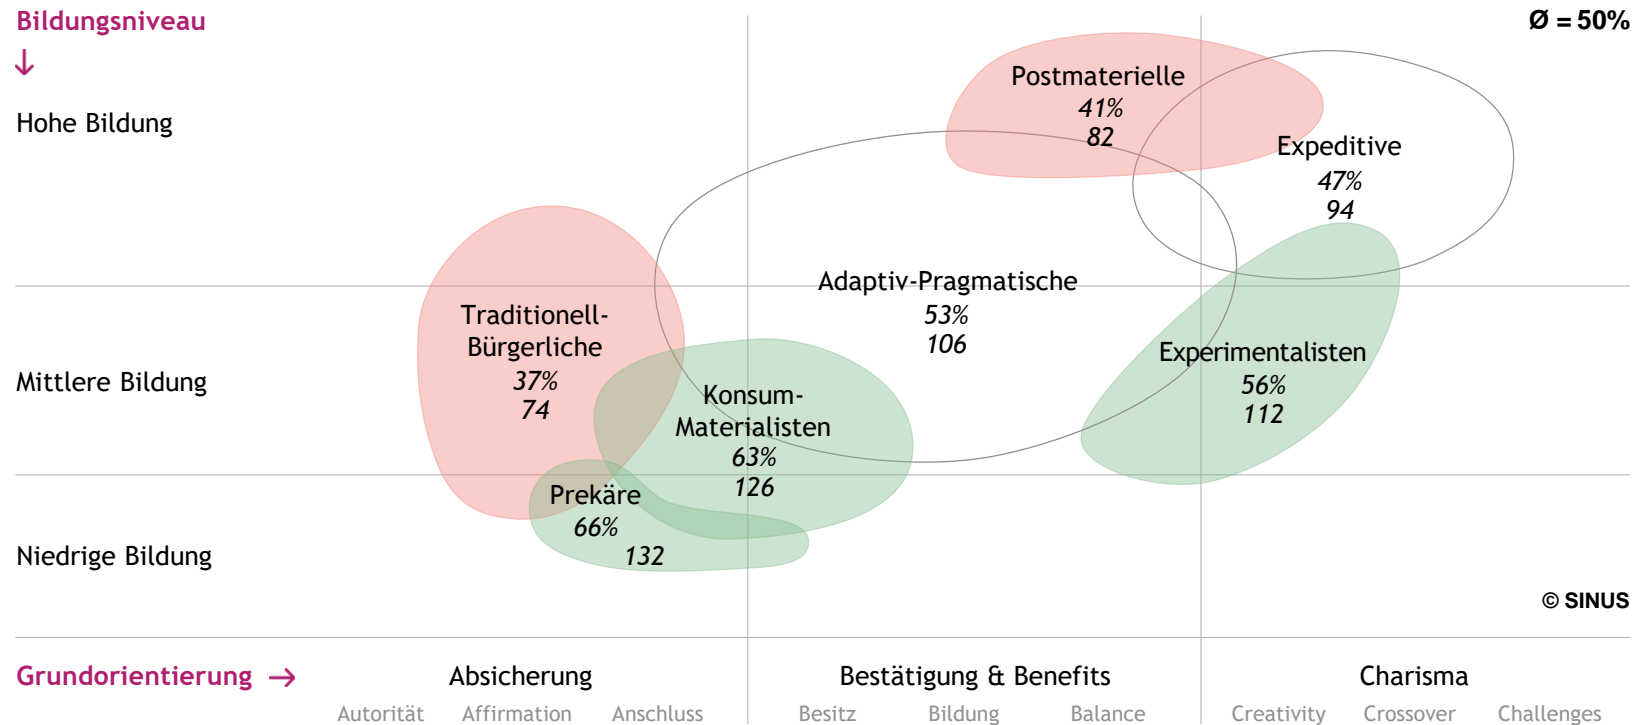 Bildungsniveau
↓
Ø = 50%
Hohe Bildung
Postmaterielle
41%
82
Expeditive
47%
94
Adaptiv-Pragmatische
53%
106
Traditionell-
Bürgerliche
37%
74
Mittlere Bildung
Experimentalisten
56%
112
Konsum-
Materialisten
63%
126
Prekäre
66%
132
Niedrige Bildung
© SINUS
Grundorientierung →
Absicherung
Bestätigung & Benefits
Charisma
Autorität Affirmation Anschluss Besitz Bildung Balance Creativity Crossover Challenges